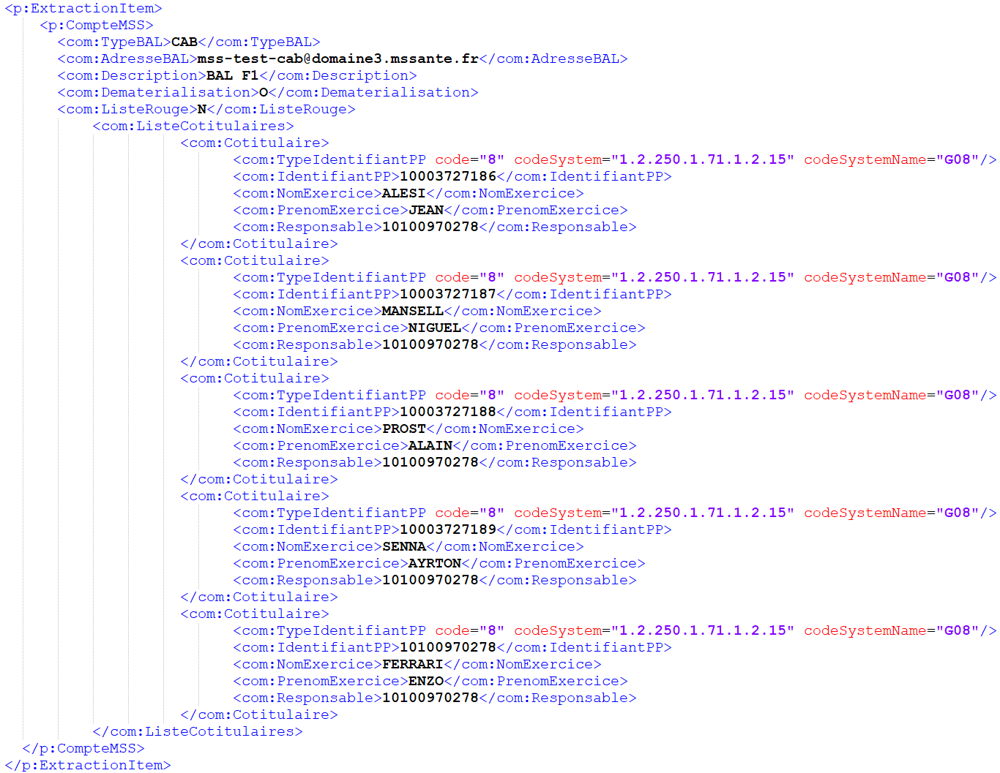 <p:ExtractionItem>
<p:CompteMSS>
<com:TypeBAL>CAB</com:TypeBAL>
<com:AdresseBAL>mss-test-cab@domaine3.mssante.fr</com:AdresseBAL>
<com:Description>BAL F1</com:Description>
<com:Dematerialisation>O</com:Dematerialisation>
<com:ListeRouge>N</com:ListeRouge>
<com:ListeCotitulaires>
<com:Cotitulaire>
<com:TypeIdentifiantPP code="8" codeSystem="1.2.250.1.71.1.2.15" codeSystemName="G08"/>
<com:IdentifiantPP>10003727186</com:IdentifiantPP>
<com:NomExercice>ALESI</com:NomExercice>
<com:PrenomExercice>JEAN</com:PrenomExercice>
<com:Responsable>10100970278</com:Responsable>
</com:Cotitulaire>
<com:Cotitulaire>
<com:TypeIdentifiantPP code="8" codeSystem="1.2.250.1.71.1.2.15" codeSystemName="G08"/>
<com:IdentifiantPP>10003727187</com:IdentifiantPP>
<com:NomExercice>MANSELL</com:NomExercice>
<com:PrenomExercice>NIGUEL</com:PrenomExercice>
<com:Responsable>10100970278</com:Responsable>
</com:Cotitulaire>
<com:Cotitulaire>
<com:TypeIdentifiantPP code="8" codeSystem="1.2.250.1.71.1.2.15" codeSystemName="G08"/>
<com:IdentifiantPP>10003727188</com:IdentifiantPP>
<com:NomExercice>PROST</com:NomExercice>
<com:PrenomExercice>ALAIN</com:PrenomExercice>
<com:Responsable>10100970278</com:Responsable>
</com:Cotitulaire>
<com:Cotitulaire>
<com:TypeIdentifiantPP code="8" codeSystem="1.2.250.1.71.1.2.15" codeSystemName="G08"/>
<com:IdentifiantPP>10003727189</com:IdentifiantPP>
<com:NomExercice>SENNA</com:NomExercice>
<com:PrenomExercice>AYRTON</com:PrenomExercice>
<com:Responsable>10100970278</com:Responsable>
</com:Cotitulaire>
<com:Cotitulaire>
<com:TypeIdentifiantPP code="8" codeSystem="1.2.250.1.71.1.2.15" codeSystemName="G08"/>
<com:IdentifiantPP>10100970278</com:IdentifiantPP>
<com:NomExercice>FERRARI</com:NomExercice>
<com:PrenomExercice>ENZO</com:PrenomExercice>
<com:Responsable>10100970278</com:Responsable>
</com:Cotitulaire>
</com:ListeCotitulaires>
</p:CompteMSS>
</p:ExtractionItem>